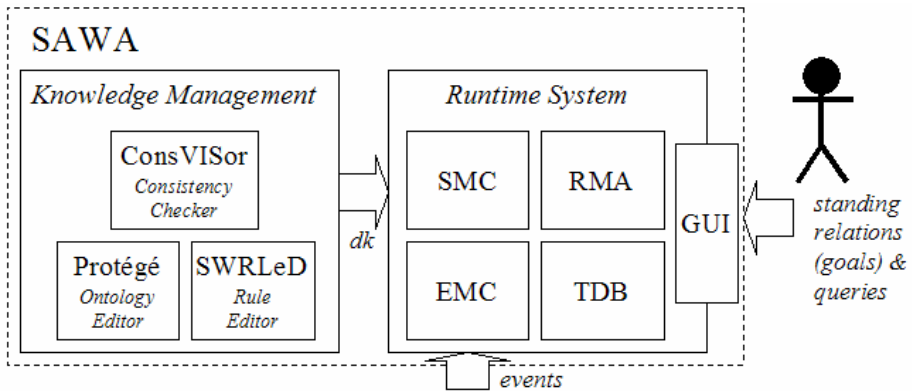 SAWA
Knowledge Management
ConsVISor
Consistency
Checker
Protégé
Ontology
Editor
SWRLeD
Rule
Editor
dk
Runtime System
SMC
RMA
EMC
TDB
GUI
events
standing
relations
(goals) &
queries